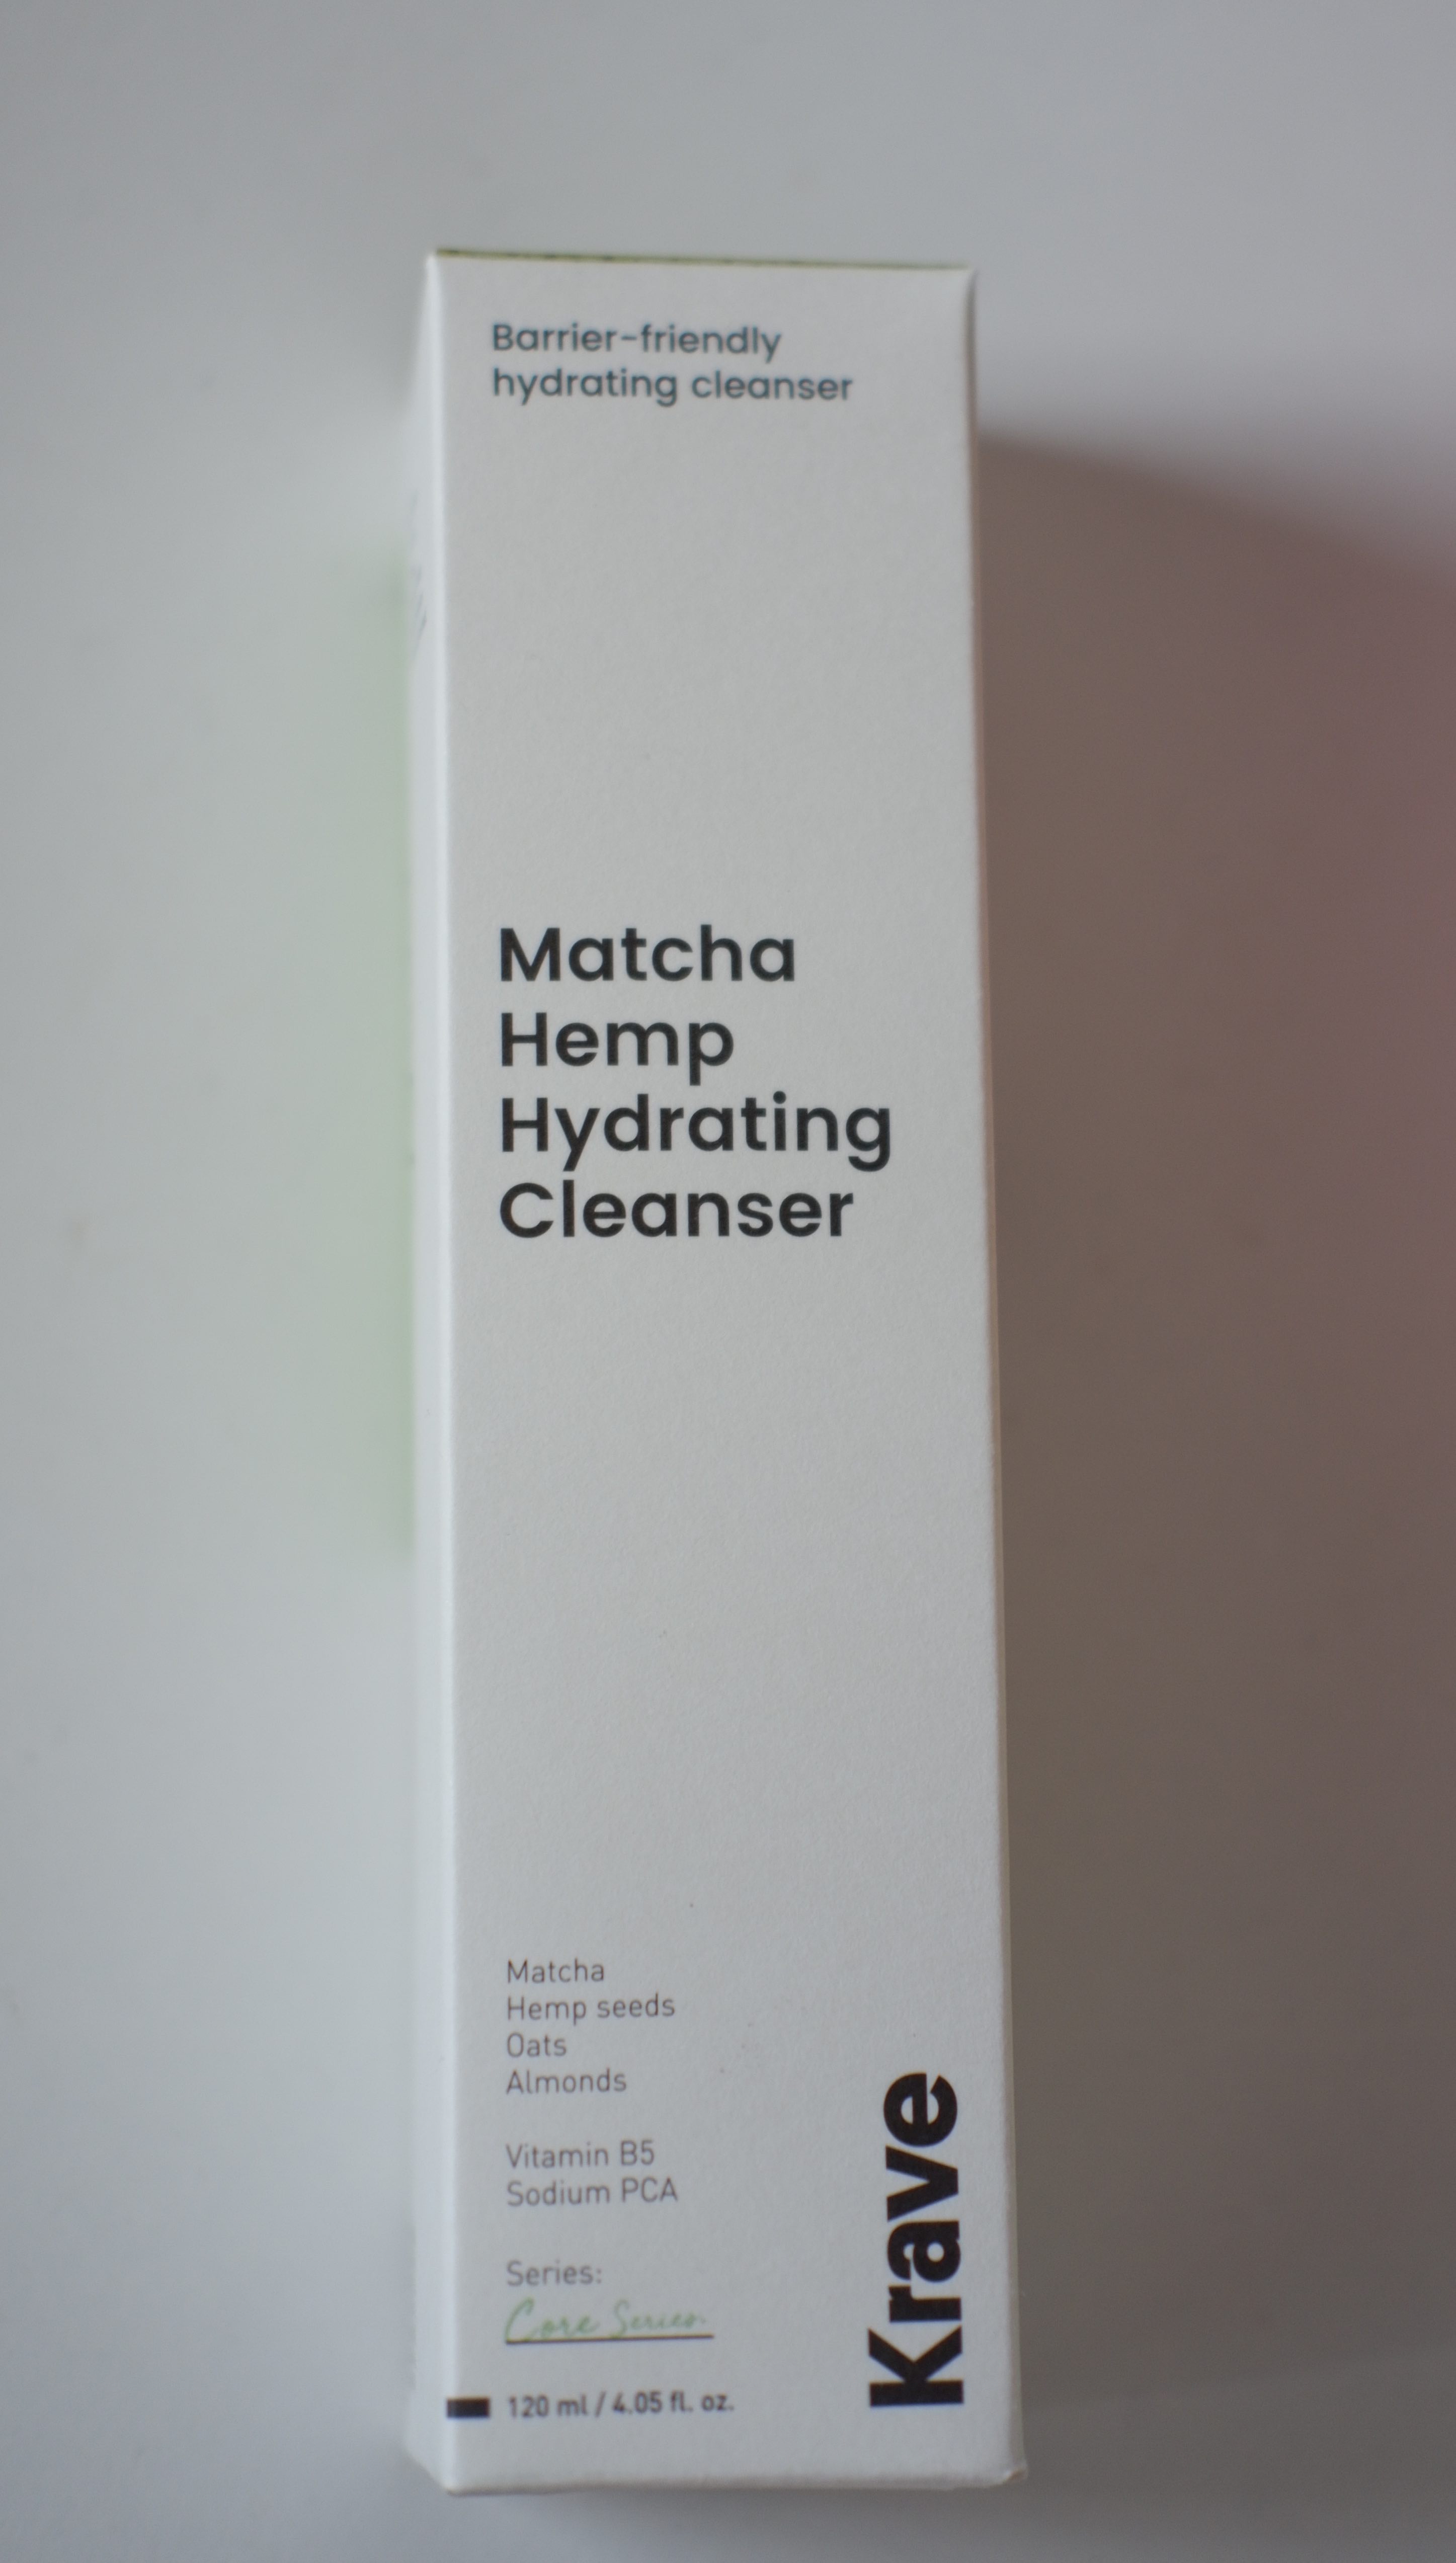 Barrier-friendly
hydrating cleanser
Matcha
Hemp
Hydrating
Cleanser
Matcha
Hemp seeds
Oats
Almonds
Vitamin B5
Sodium PCA
Series:
Core Series.
120 ml / 4.05 fl. oz.
Krave